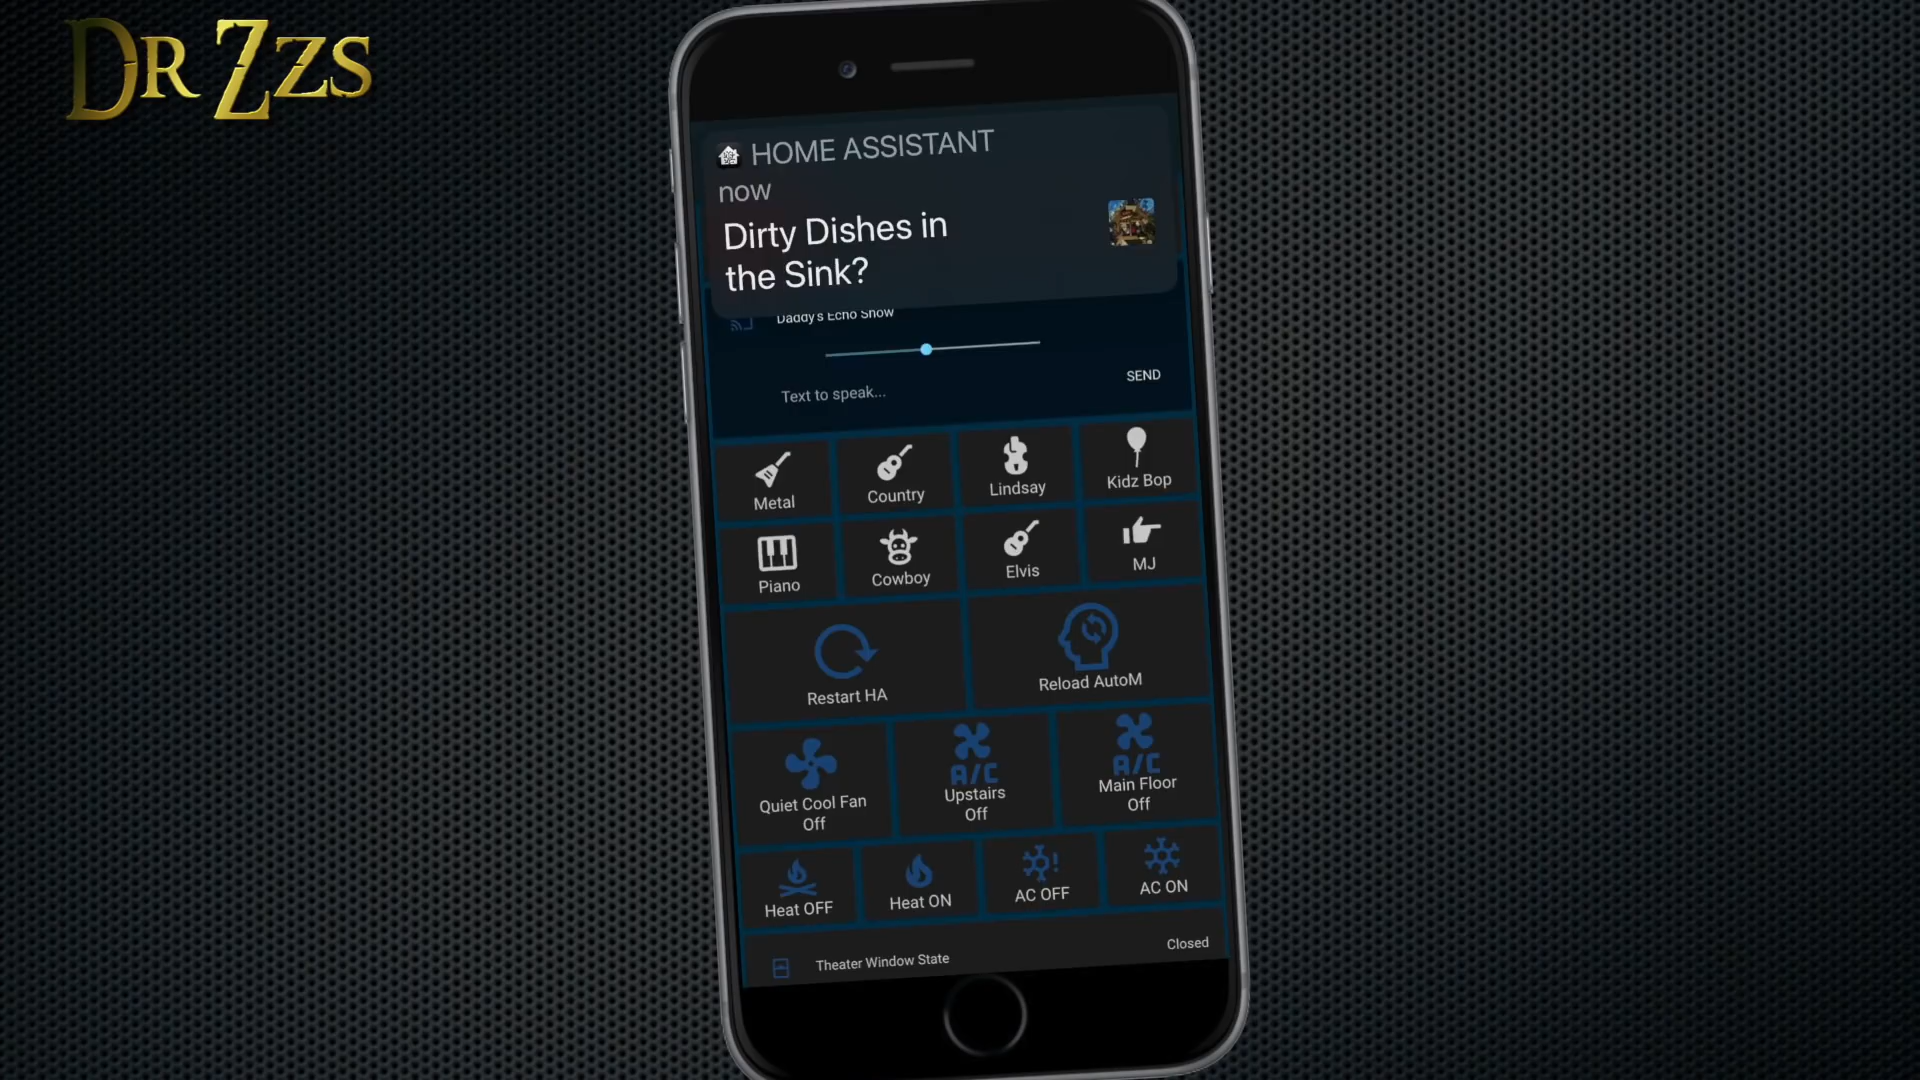 DR ZZS
HOME ASSISTANT
now
Dirty Dishes in
the Sink?
Daddy's Echo Show
Text to speak...
SEND
Metal
Country
Lindsay
Kidz Bop
Piano
Cowboy
Elvis
MJ
Restart HA
Reload AutoM
Quiet Cool Fan
Off
A/C
Upstairs
Off
A/C
Main Floor
Off
Heat OFF
Heat ON
AC OFF
AC ON
Theater Window State
Closed